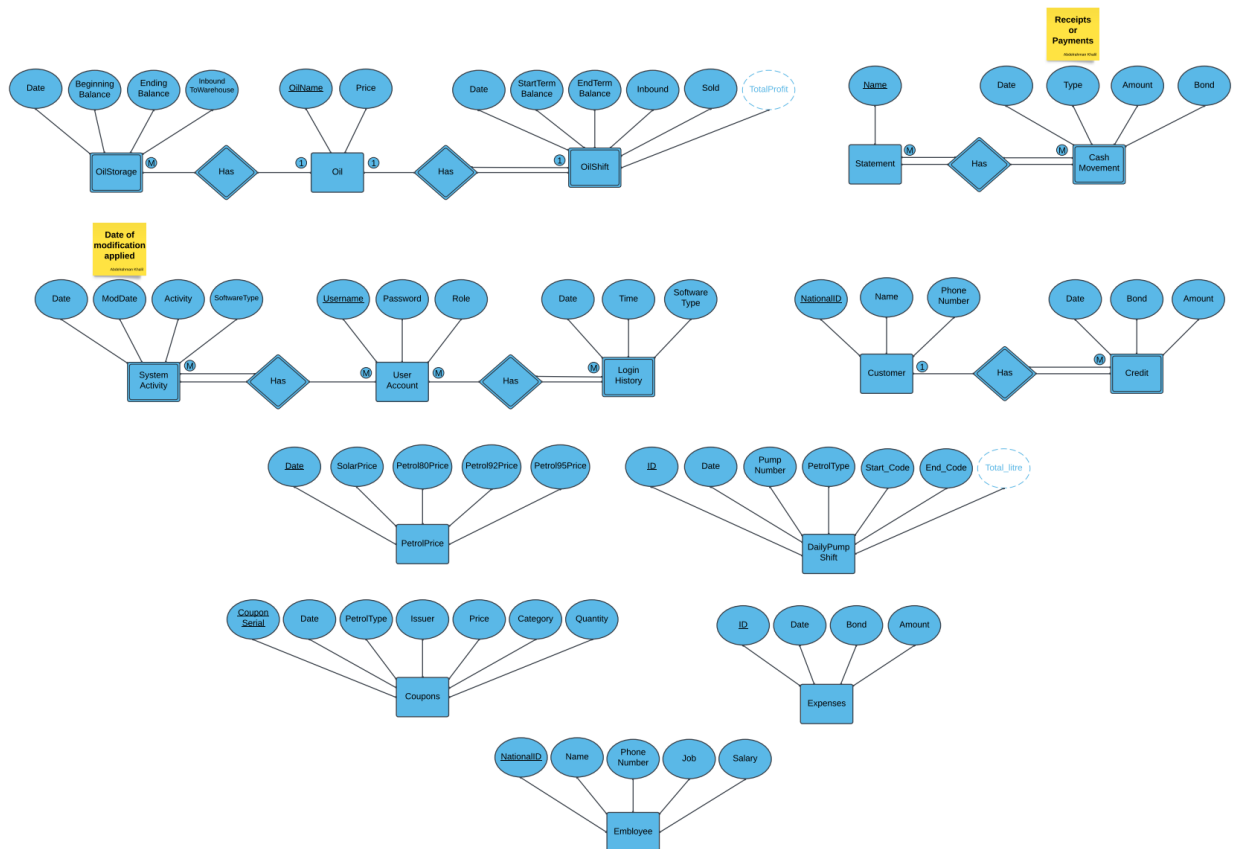 Receipts
or
Payments
Abdelrahman Khalil
Date
Beginning
Balance
Ending
Balance
Inbound
ToWarehouse
OilName
Price
Date
StartTerm
Balance
EndTerm
Balance
Inbound
Sold
TotalProfit
Name
Date
Type
Amount
Bond
OilStorage
M
Has
1
Oil
1
Has
1
OilShift
Statement
M
Has
M
Cash
Movement
Date of
modification
applied
Abdelrahman Khalil
Date
ModDate
Activity
SoftwareType
Username
Password
Role
Date
Time
Software
Type
NationalID
Name
Phone
Number
Date
Bond
Amount
System
Activity
M
Has
M
User
Account
M
Has
M
Login
History
Customer
1
Has
M
Credit
Date
SolarPrice
Petrol80Price
Petrol92Price
Petrol95Price
PetrolPrice
ID
Date
Pump
Number
PetrolType
Start_Code
End_Code
Total_litre
DailyPump
Shift
Coupon
Serial
Date
PetrolType
Issuer
Price
Category
Quantity
Coupons
ID
Date
Bond
Amount
Expenses
NationalID
Name
Phone
Number
Job
Salary
Embloyee